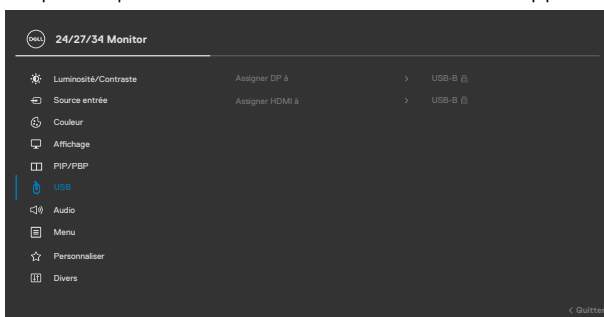 DELL 24/27/34 Monitor
Luminosité/Contraste Assigner DP à > USB-B
Source entrée Assigner HDMI à > USB-B
Couleur
Affichage
PIP/PBP
USB
Audio
Menu
Personnaliser
Divers
< Quitter